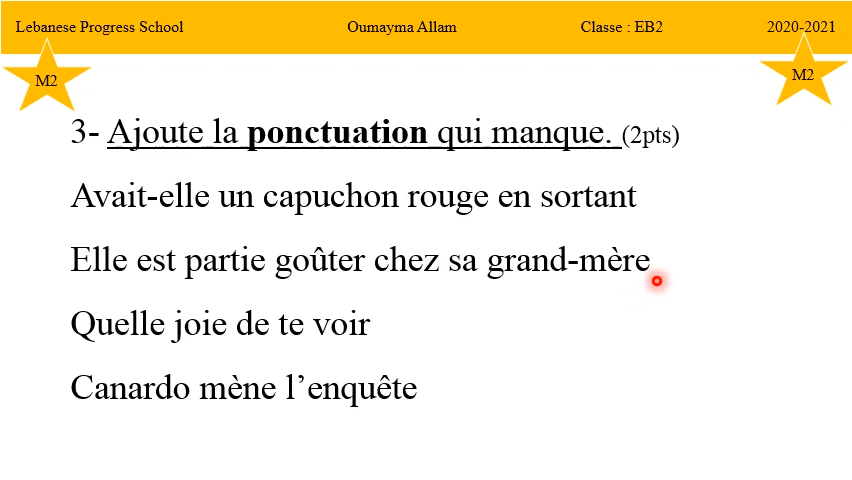 Lebanese Progress School Oumayma Allam Classe : EB2 2020-2021
M2 M2
3- Ajoute la ponctuation qui manque. (2pts)
Avait-elle un capuchon rouge en sortant
Elle est partie goûter chez sa grand-mère
Quelle joie de te voir
Canardo mène l’enquête